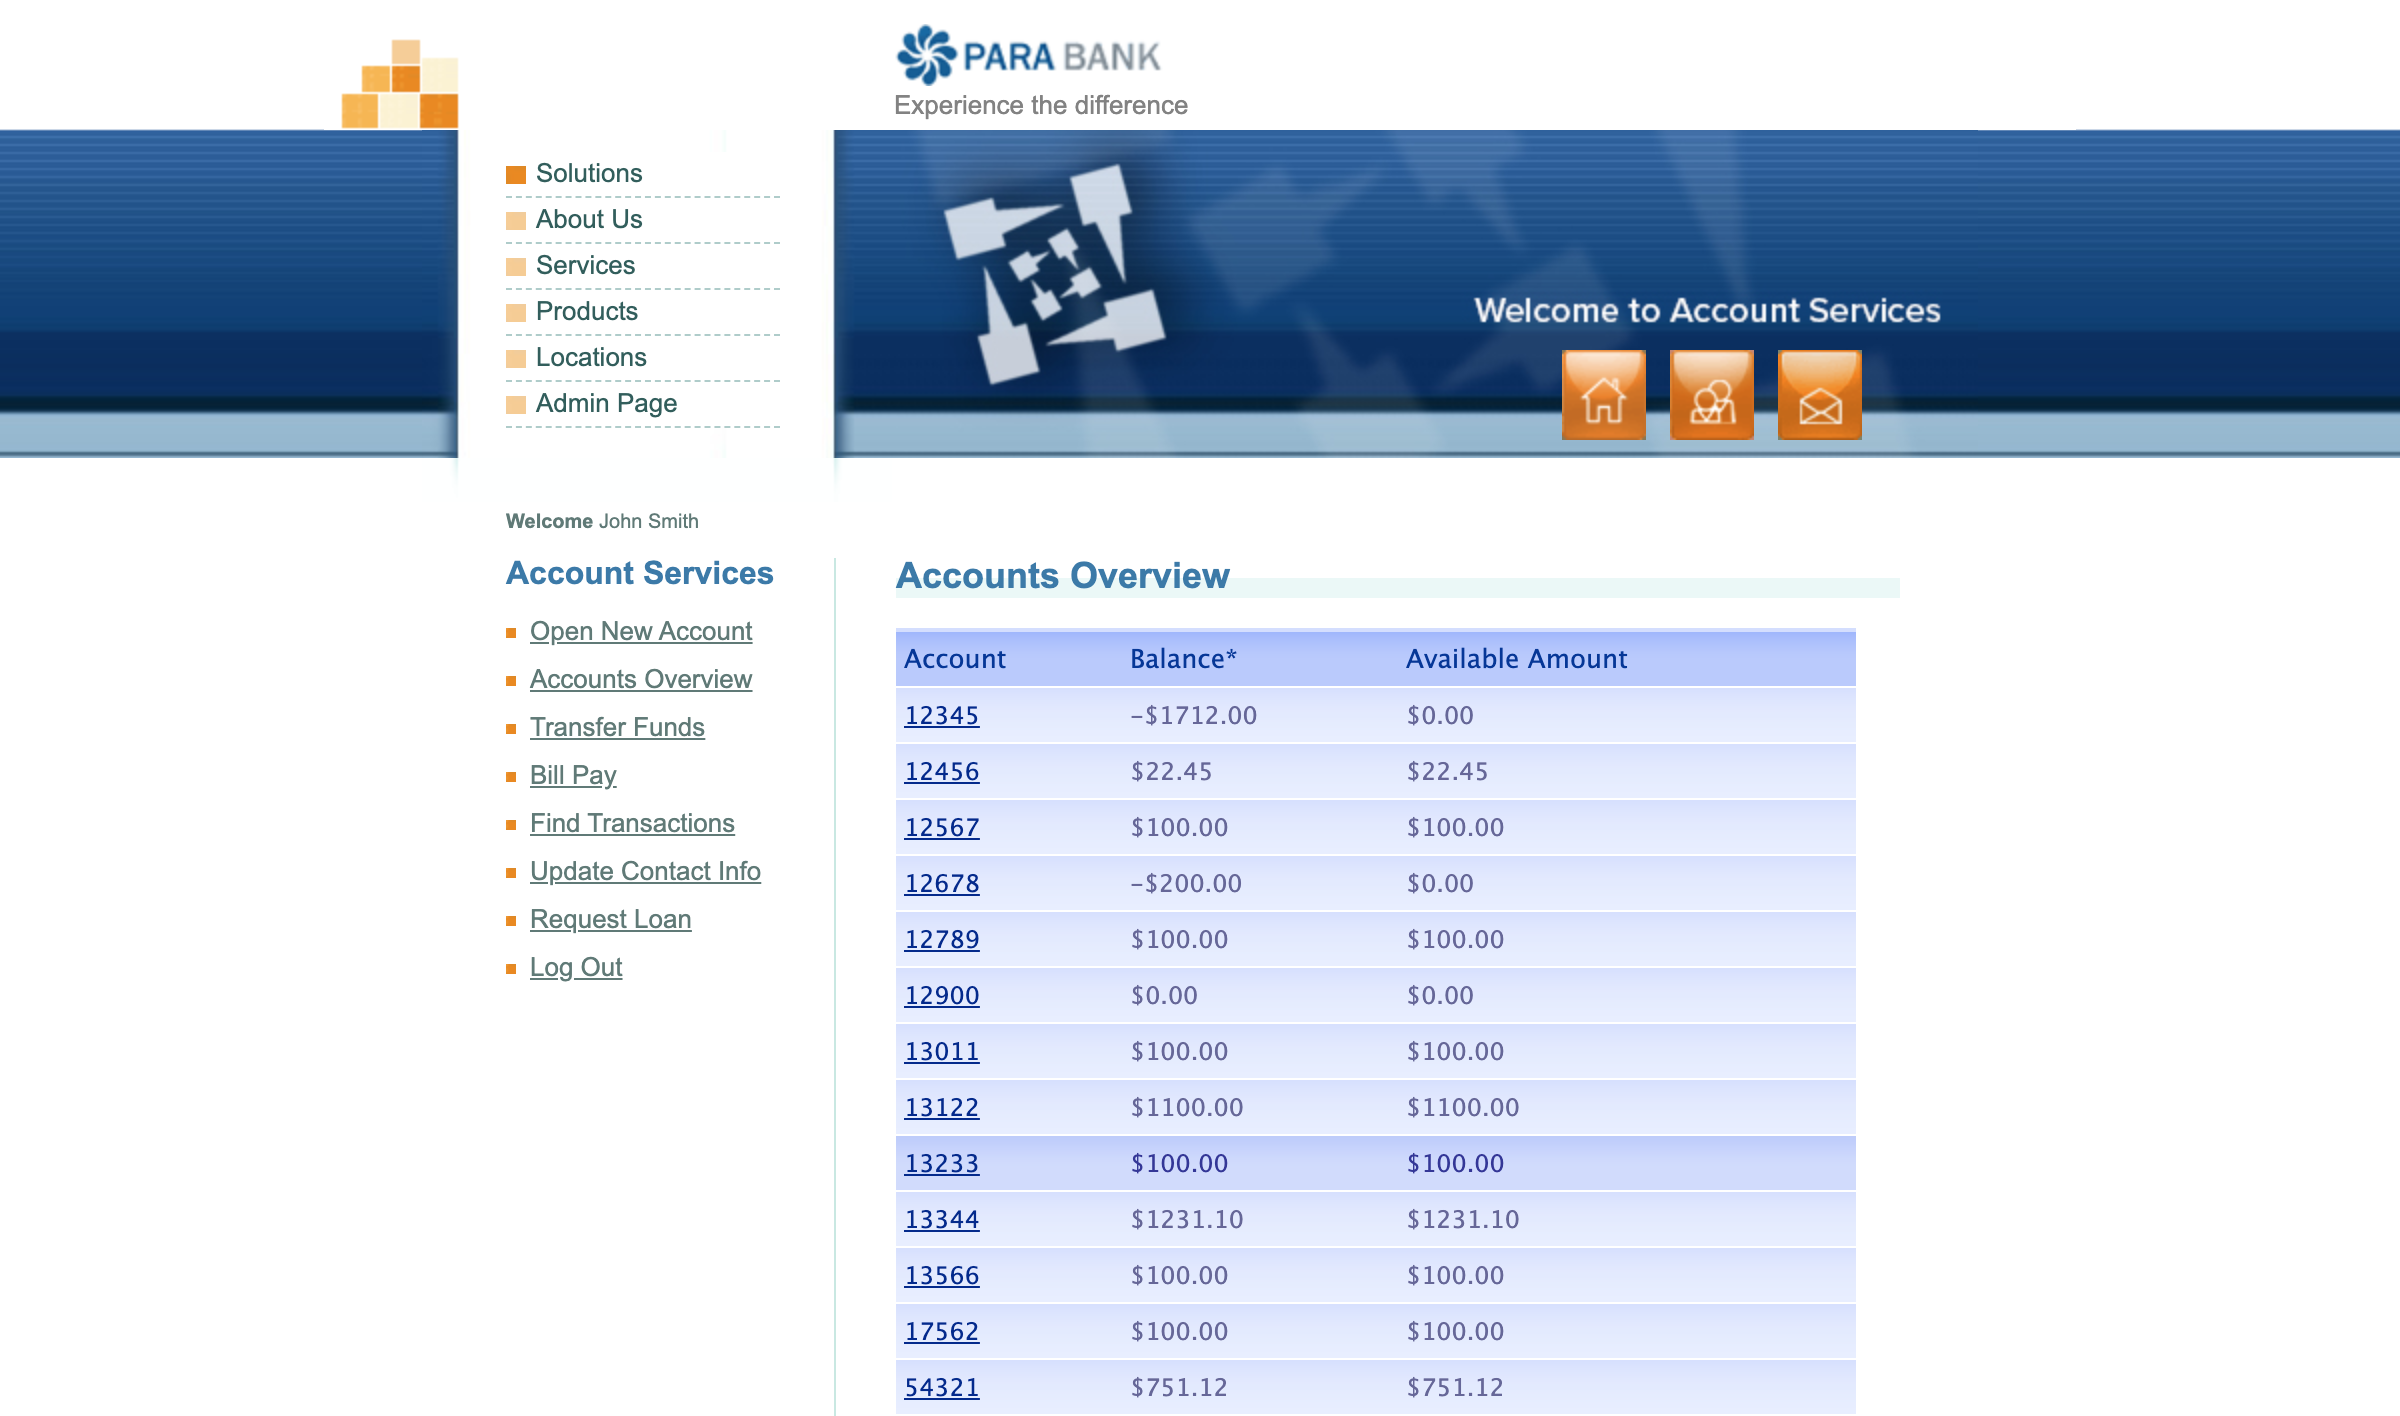 PARA BANK
Experience the difference
Solutions
About Us
Services
Products
Locations
Admin Page
Welcome to Account Services
Welcome John Smith
Account Services
Open New Account
Accounts Overview
Transfer Funds
Bill Pay
Find Transactions
Update Contact Info
Request Loan
Log Out
Accounts Overview
Account Balance* Available Amount
12345 -$1712.00 $0.00
12456 $22.45 $22.45
12567 $100.00 $100.00
12678 -$200.00 $0.00
12789 $100.00 $100.00
12900 $0.00 $0.00
13011 $100.00 $100.00
13122 $1100.00 $1100.00
13233 $100.00 $100.00
13344 $1231.10 $1231.10
13566 $100.00 $100.00
17562 $100.00 $100.00
54321 $751.12 $751.12